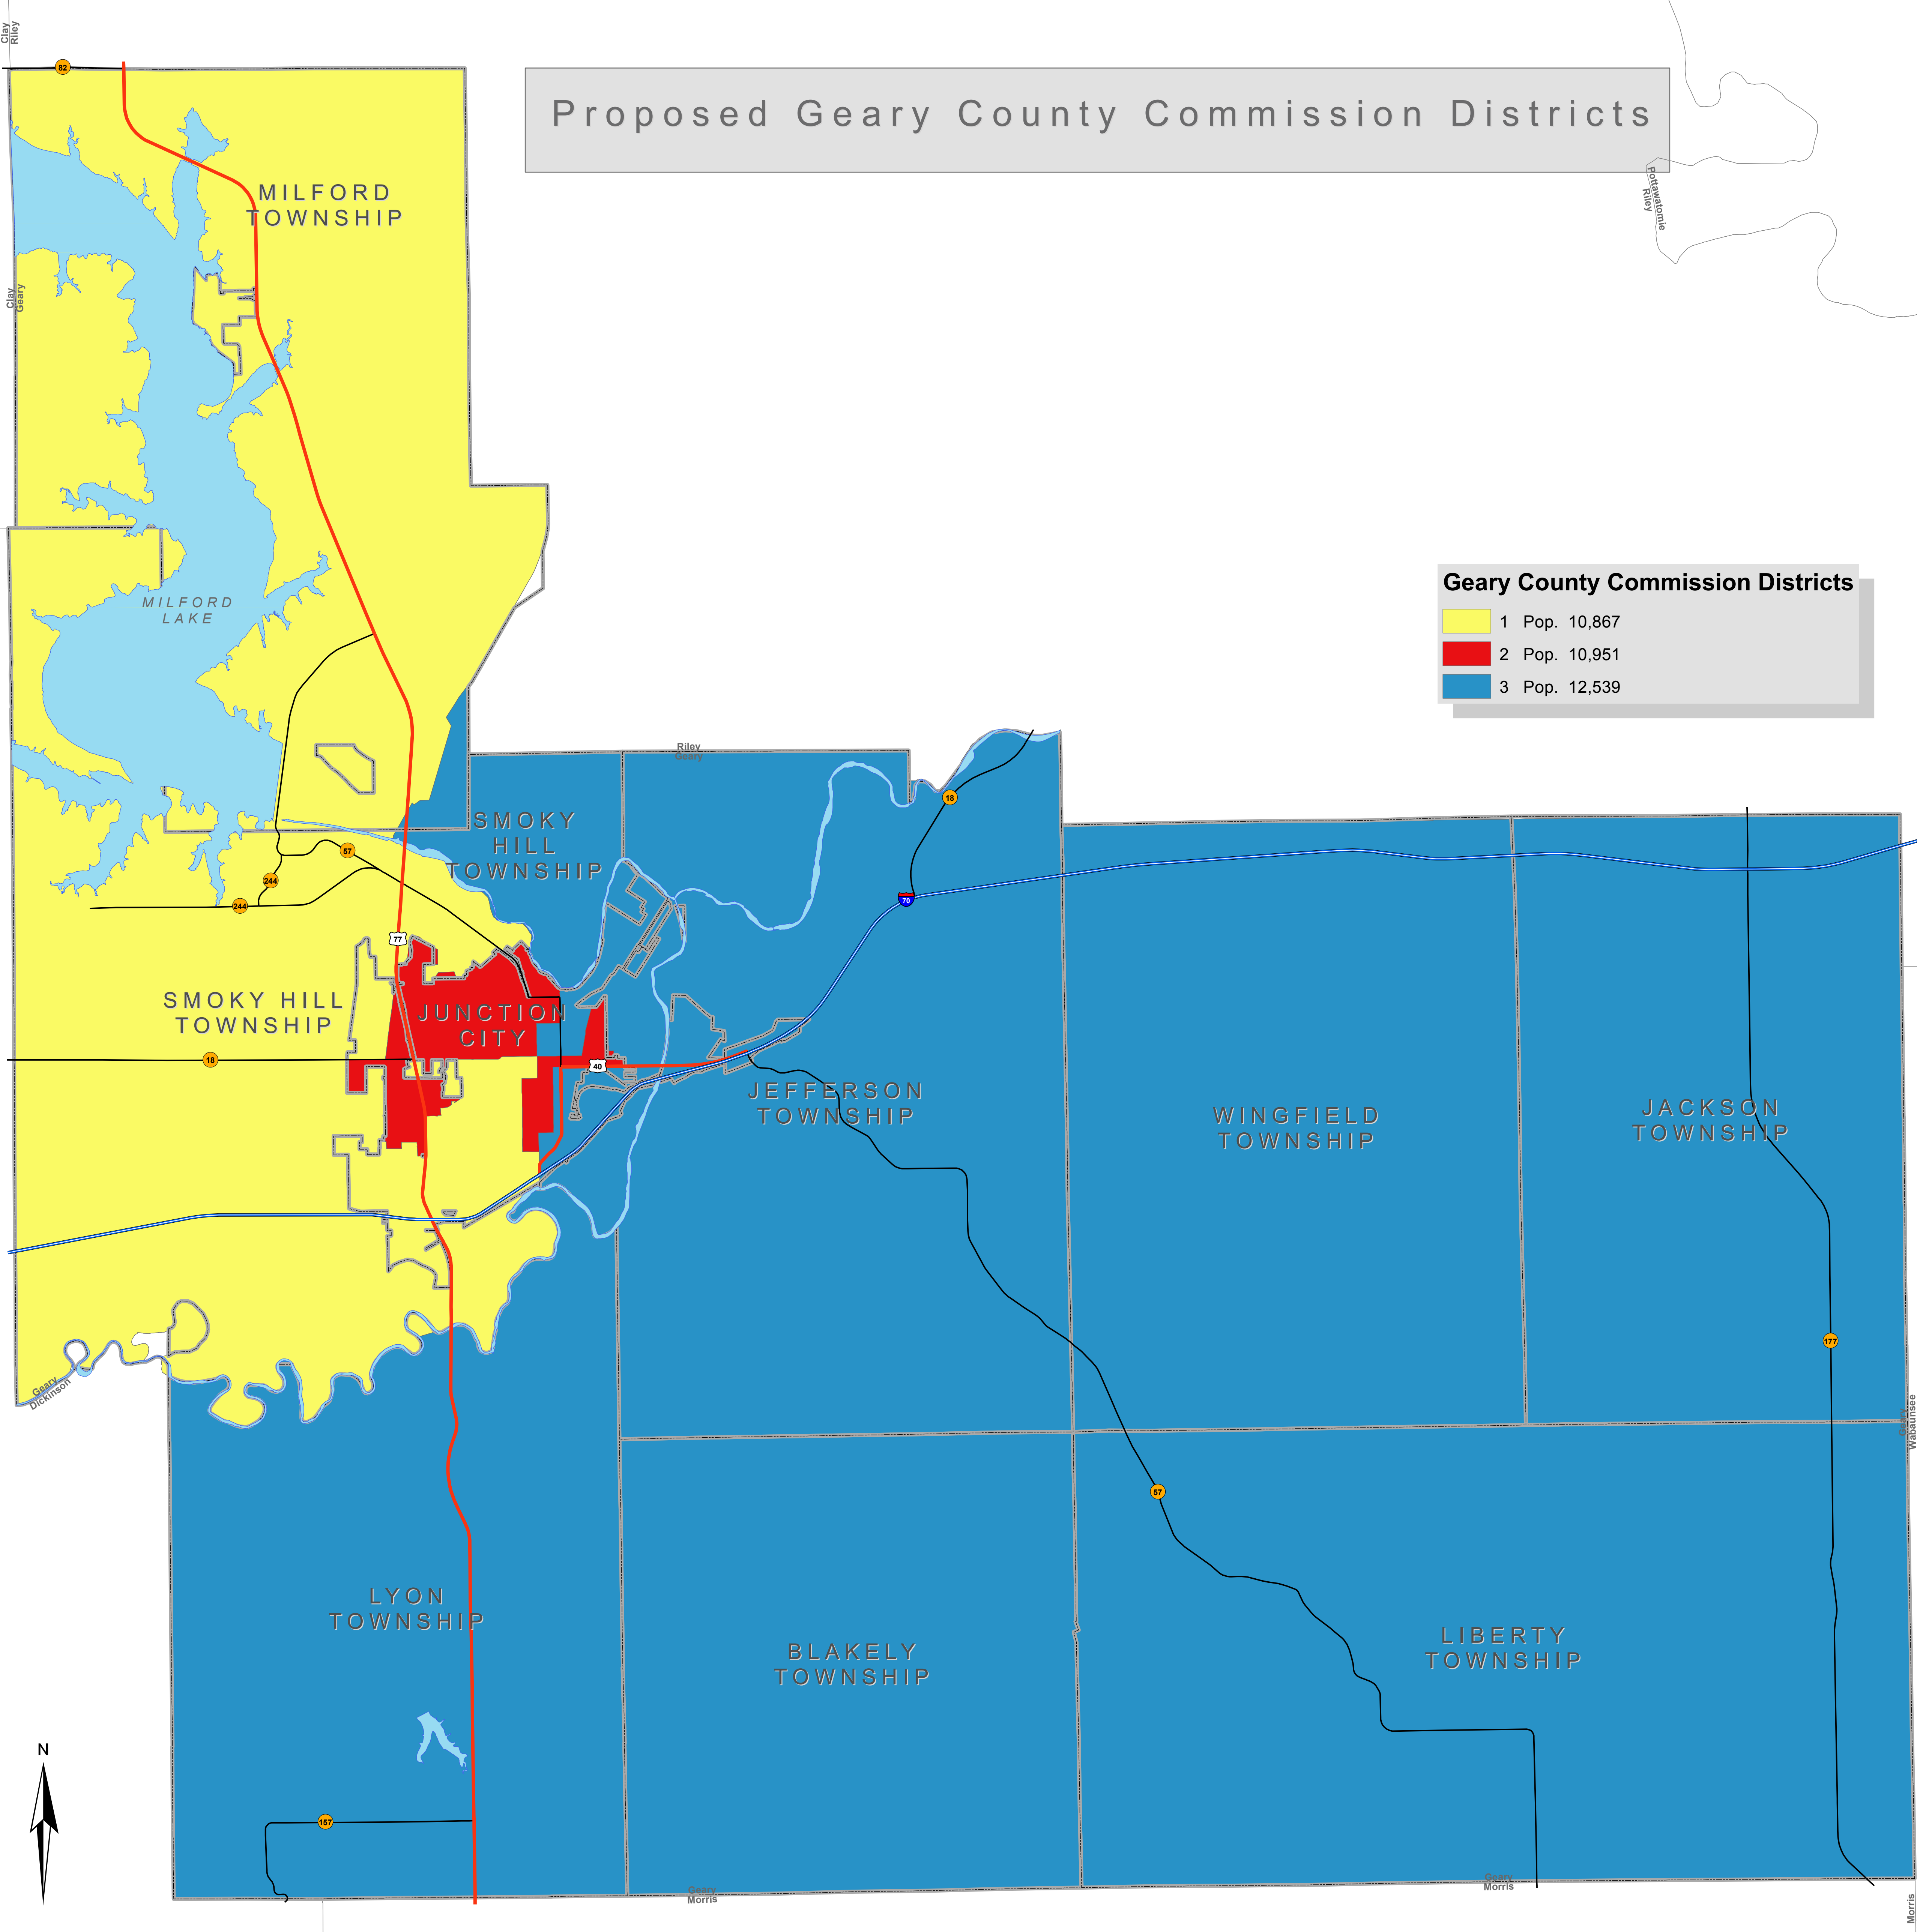 Clay
Riley
82
Proposed Geary County Commission Districts
Pottawatomie
Riley
MILFORD
TOWNSHIP
Clay
Geary
MILFORD
LAKE
Geary County Commission Districts
1 Pop. 10,867
2 Pop. 10,951
3 Pop. 12,539
Riley
Geary
SMOKY
HILL
TOWNSHIP
18
57
244
244
70
77
SMOKY HILL
TOWNSHIP
JUNCTION
CITY
18
40
JEFFERSON
TOWNSHIP
WINGFIELD
TOWNSHIP
JACKSON
TOWNSHIP
177
Geary
Dickinson
Geary
Wabaunsee
57
LYON
TOWNSHIP
BLAKELY
TOWNSHIP
LIBERTY
TOWNSHIP
N
157
Geary
Morris
Geary
Morris
Morris